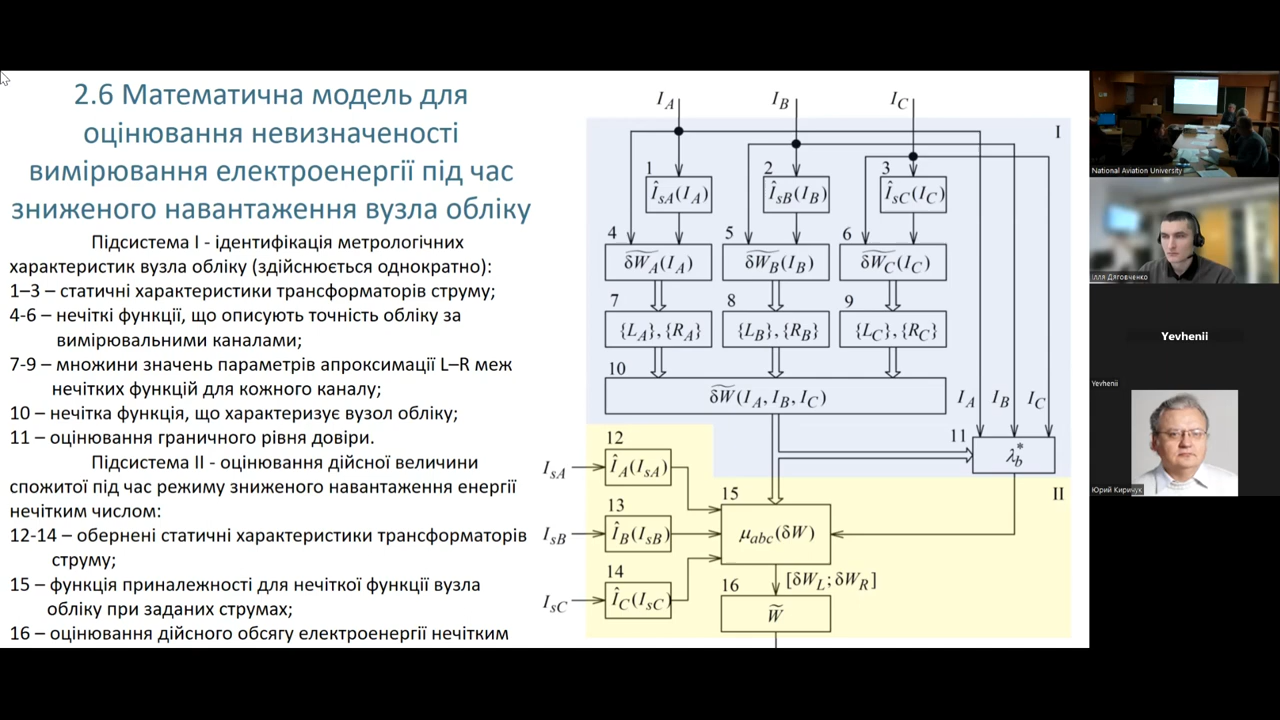 2.6 Математична модель для
оцінювання невизначеності
вимірювання електроенергії під час
зниженого навантаження вузла обліку
Підсистема І - ідентифікація метрологічних
характеристик вузла обліку (здійснюється однократно):
1–3 – статичні характеристики трансформаторів струму;
4-6 – нечіткі функції, що описують точність обліку за
вимірювальними каналами;
7-9 – множини значень параметрів апроксимації L–R меж
нечітких функцій для кожного каналу;
10 – нечітка функція, що характеризує вузол обліку;
11 – оцінювання граничного рівня довіри.
Підсистема ІІ - оцінювання дійсної величини
спожитої під час режиму зниженого навантаження енергії
нечітким числом:
12-14 – обернені статичні характеристики трансформаторів
струму;
15 – функція приналежності для нечіткої функції вузла
обліку при заданих струмах;
16 – оцінювання дійсного обсягу електроенергії нечітким
I_A I_B I_C
I
1 2 3
Î_sA(I_A) Î_sB(I_B) Î_sC(I_C)
4 5 6
δW̃_A(I_A) δW̃_B(I_B) δW̃_C(I_C)
7 8 9
{L_A}, {R_A} {L_B}, {R_B} {L_C}, {R_C}
10
δW̃(I_A, I_B, I_C)
I_A I_B I_C
11
λ_b*
II
12
I_sA Î_A(I_sA)
13
I_sB Î_B(I_sB)
14
I_sC Î_C(I_sC)
15
μ_abc(δW)
[δW_L; δW_R]
16
W̃
National Aviation University
Ілля Дяговченко
Yevhenii
Yevhenii
Юрий Киричук